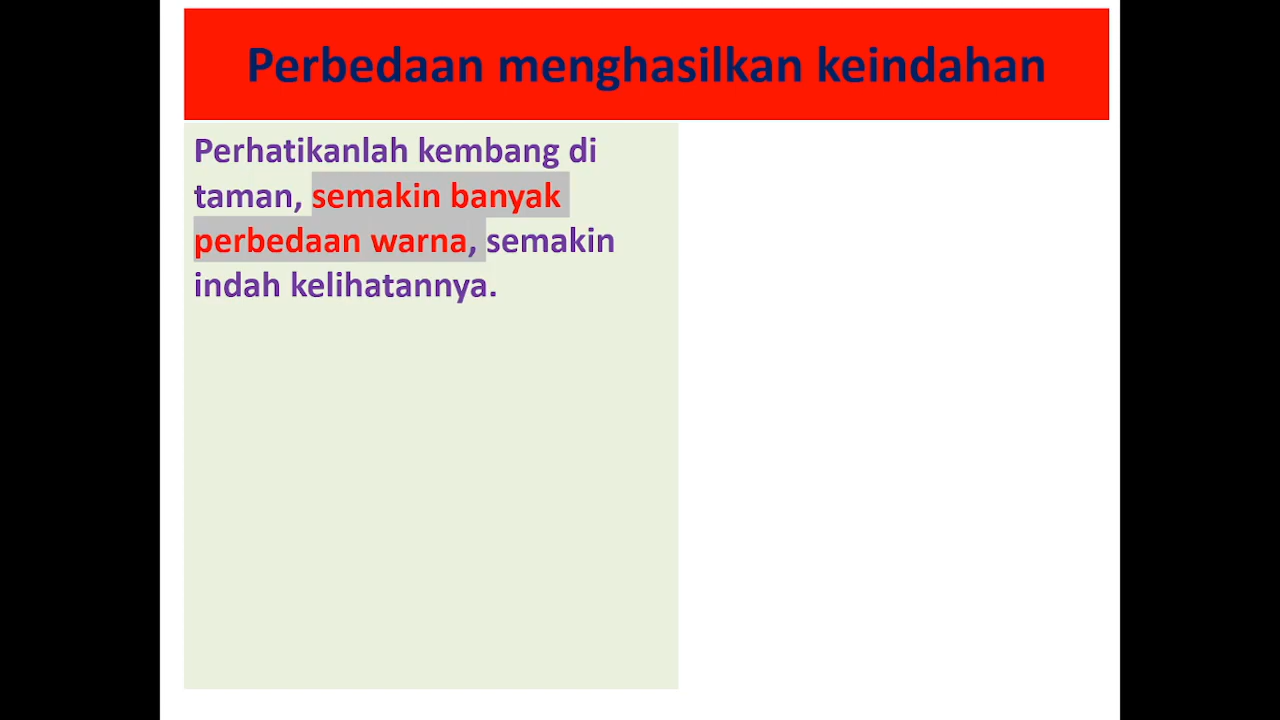 Perbedaan menghasilkan keindahan
Perhatikanlah kembang di
taman, semakin banyak
perbedaan warna, semakin
indah kelihatannya.